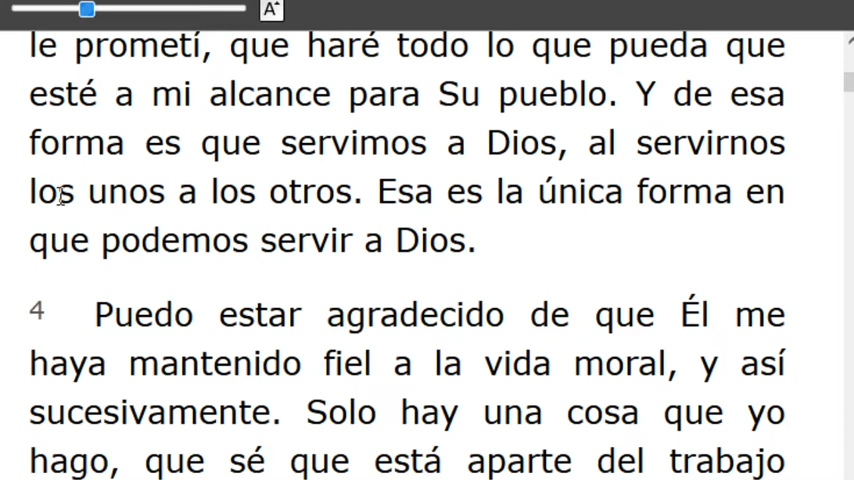 A
le prometí, que haré todo lo que pueda que
esté a mi alcance para Su pueblo. Y de esa
forma es que servimos a Dios, al servirnos
los unos a los otros. Esa es la única forma en
que podemos servir a Dios.
4 Puedo estar agradecido de que Él me
haya mantenido fiel a la vida moral, y así
sucesivamente. Solo hay una cosa que yo
hago, que sé que está aparte del trabajo